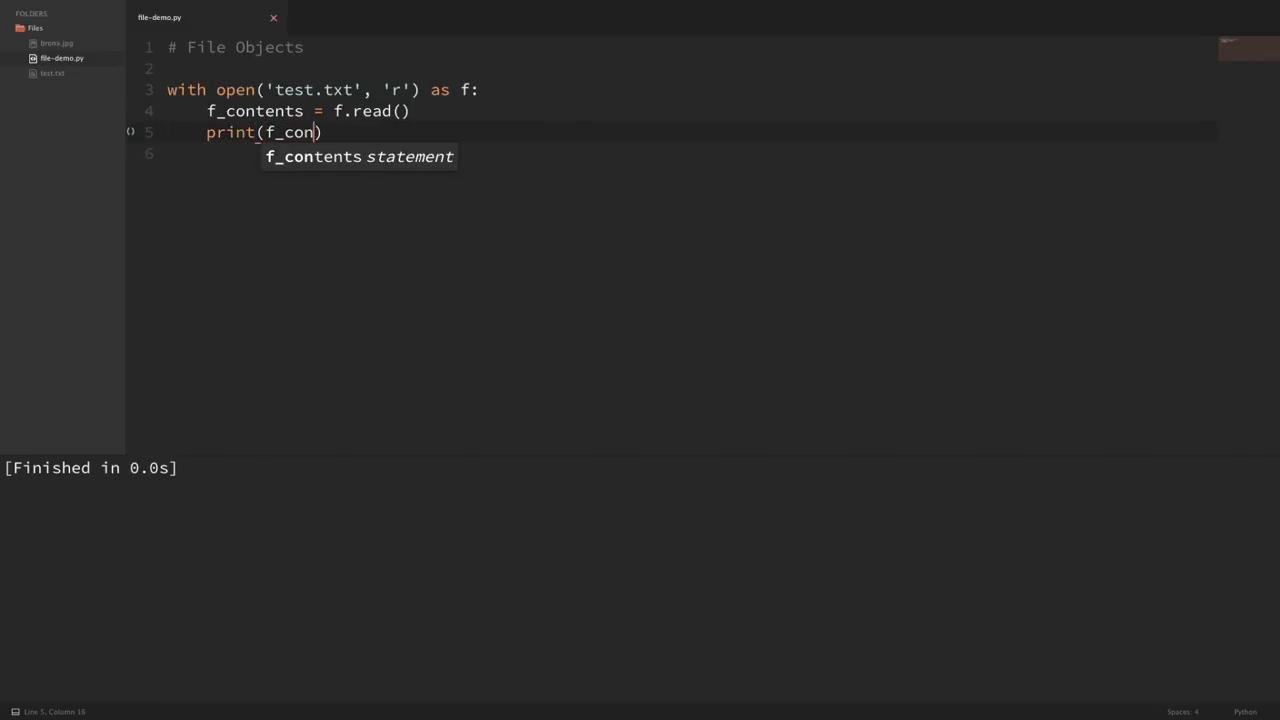 FOLDERS
Files
bronx.jpg
file-demo.py
test.txt
file-demo.py ×
1 # File Objects
2
3 with open('test.txt', 'r') as f:
4     f_contents = f.read()
() 5     print(f_con)
f_contents statement
6
[Finished in 0.0s]
Line 5, Column 16
Spaces: 4
Python